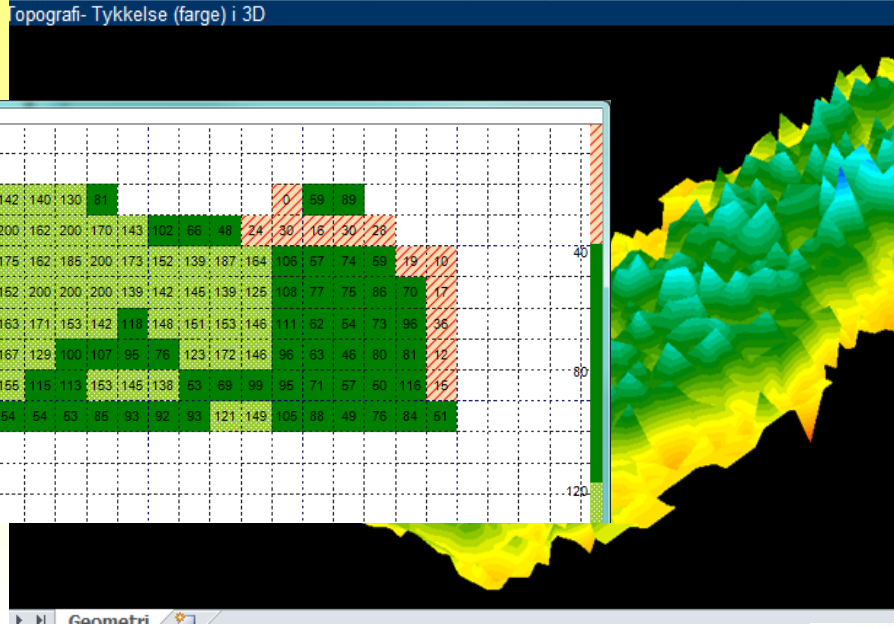 Topografi- Tykkelse (farge) i 3D
142 140 130 81 0 59 89
200 162 200 170 143 102 66 48 24 30 16 30 28
175 162 185 200 173 152 139 187 164 106 57 74 59 19 10
40
152 200 200 200 139 142 145 139 125 108 77 75 86 70 17
163 171 153 142 118 148 151 153 146 111 62 54 73 96 36
167 129 100 107 95 76 123 172 146 96 63 46 80 81 12
80
155 115 113 153 145 138 53 69 99 95 71 57 50 116 15
54 54 53 85 93 92 93 121 149 105 88 49 76 84 51
120
Geometri